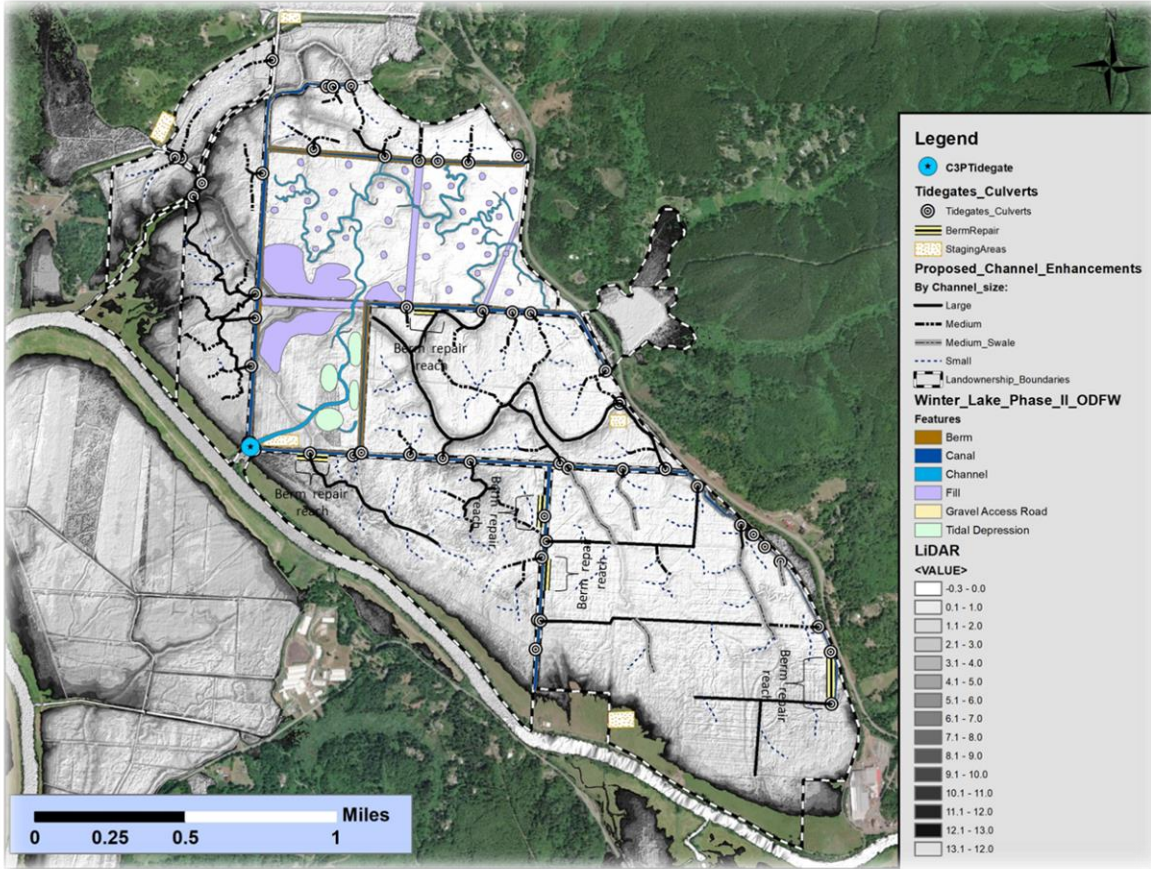 Berm repair
reach
Berm repair
reach
Berm repair
reach
Berm repair
reach
Berm repair
reach
Miles
0
0.25
0.5
1
Legend
C3PTidegate
Tidegates_Culverts
Tidegates_Culverts
BermRepair
StagingAreas
Proposed_Channel_Enhancements
By Channel_size:
Large
Medium
Medium_Swale
Small
Landownership_Boundaries
Winter_Lake_Phase_II_ODFW
Features
Berm
Canal
Channel
Fill
Gravel Access Road
Tidal Depression
LiDAR
<VALUE>
-0.3 - 0.0
0.1 - 1.0
1.1 - 2.0
2.1 - 3.0
3.1 - 4.0
4.1 - 5.0
5.1 - 6.0
6.1 - 7.0
7.1 - 8.0
8.1 - 9.0
9.1 - 10.0
10.1 - 11.0
11.1 - 12.0
12.1 - 13.0
13.1 - 12.0